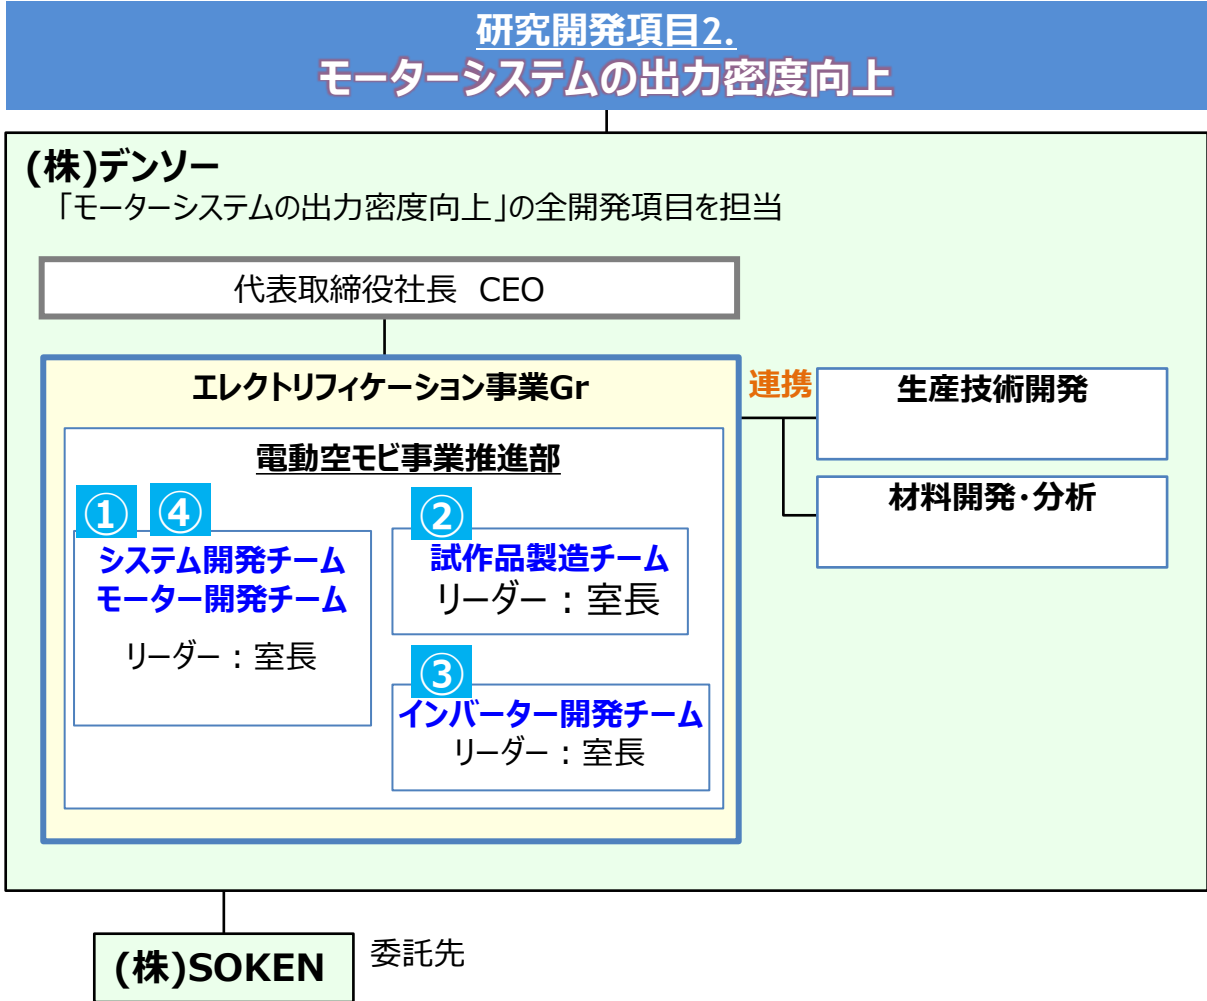 研究開発項目2.
モーターシステムの出力密度向上
(株)デンソー
「モーターシステムの出力密度向上」の全開発項目を担当
代表取締役社長 CEO
エレクトリフィケーション事業Gr
連携
生産技術開発
電動空モビ事業推進部
材料開発・分析
① ④
システム開発チーム
モーター開発チーム
リーダー：室長
②
試作品製造チーム
リーダー：室長
③
インバーター開発チーム
リーダー：室長
(株)SOKEN
委託先